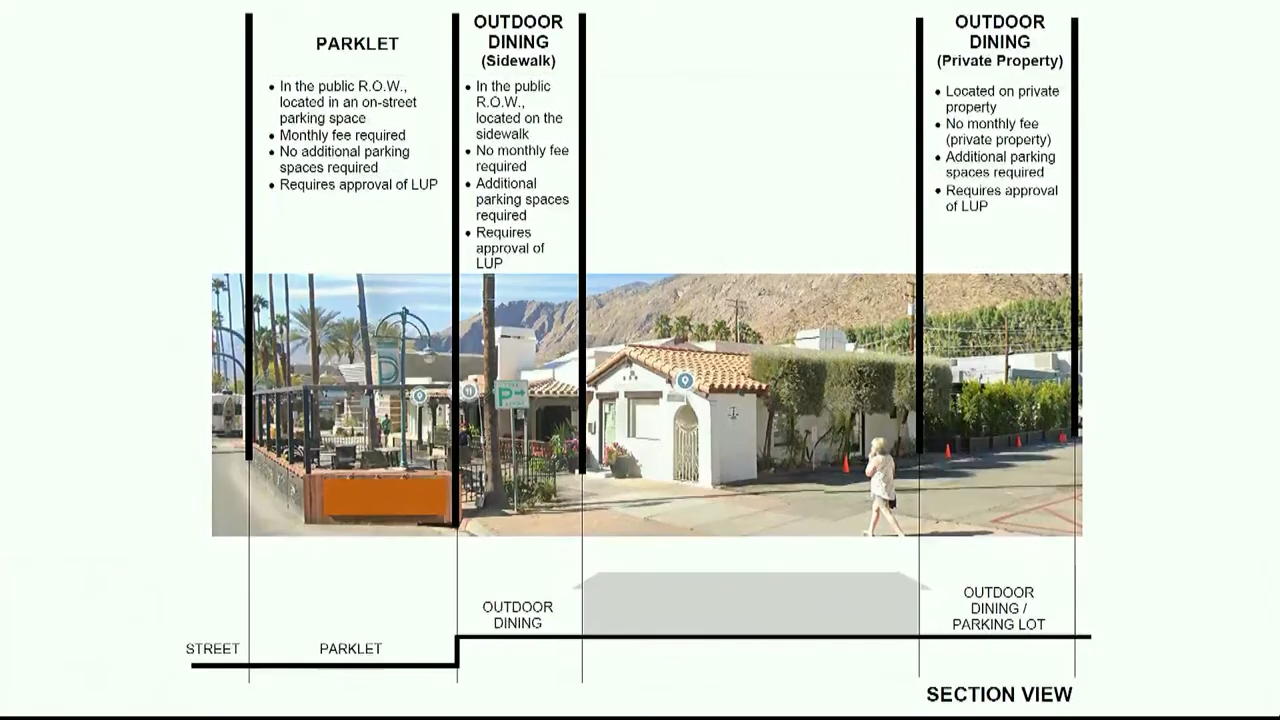 PARKLET
• In the public R.O.W.,
located in an on-street
parking space
• Monthly fee required
• No additional parking
spaces required
• Requires approval of LUP
OUTDOOR
DINING
(Sidewalk)
• In the public
R.O.W.,
located on the
sidewalk
• No monthly fee
required
• Additional
parking spaces
required
• Requires
approval of
LUP
OUTDOOR
DINING
(Private Property)
• Located on private
property
• No monthly fee
(private property)
• Additional parking
spaces required
• Requires approval
of LUP
P
STREET
PARKLET
OUTDOOR
DINING
OUTDOOR
DINING /
PARKING LOT
SECTION VIEW